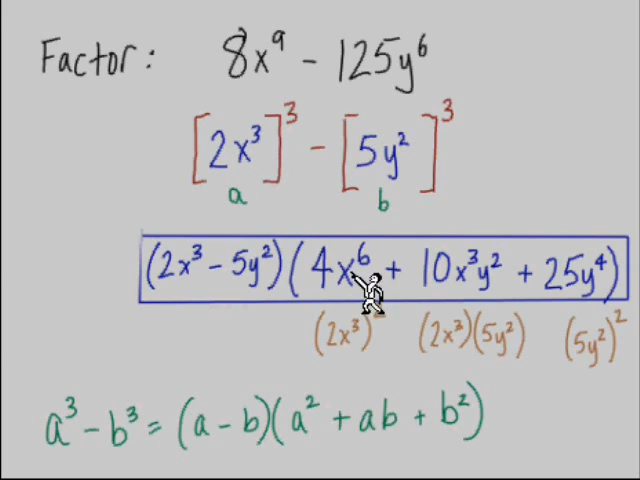 Factor: 8x⁹ - 125y⁶
[2x³]³ - [5y²]³
a b
(2x³ - 5y²)(4x⁶ + 10x³y² + 25y⁴)
(2x³)² (2x³)(5y²) (5y²)²
a³ - b³ = (a - b)(a² + ab + b²)